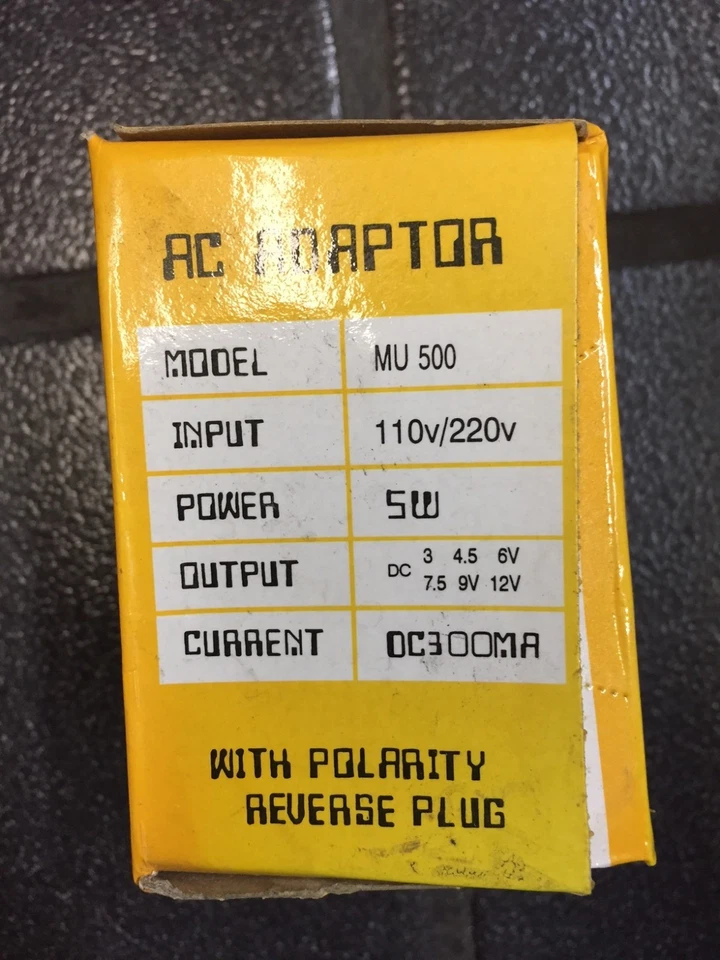 AC ADAPTOR
MODEL MU 500
INPUT 110v/220v
POWER 5W
OUTPUT DC 3 4.5 6V
7.5 9V 12V
CURRENT DC300MA
WITH POLARITY
REVERSE PLUG